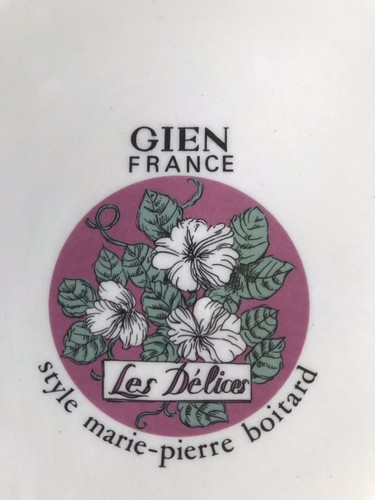 GIEN
FRANCE
Les Délices
style marie-pierre boitard